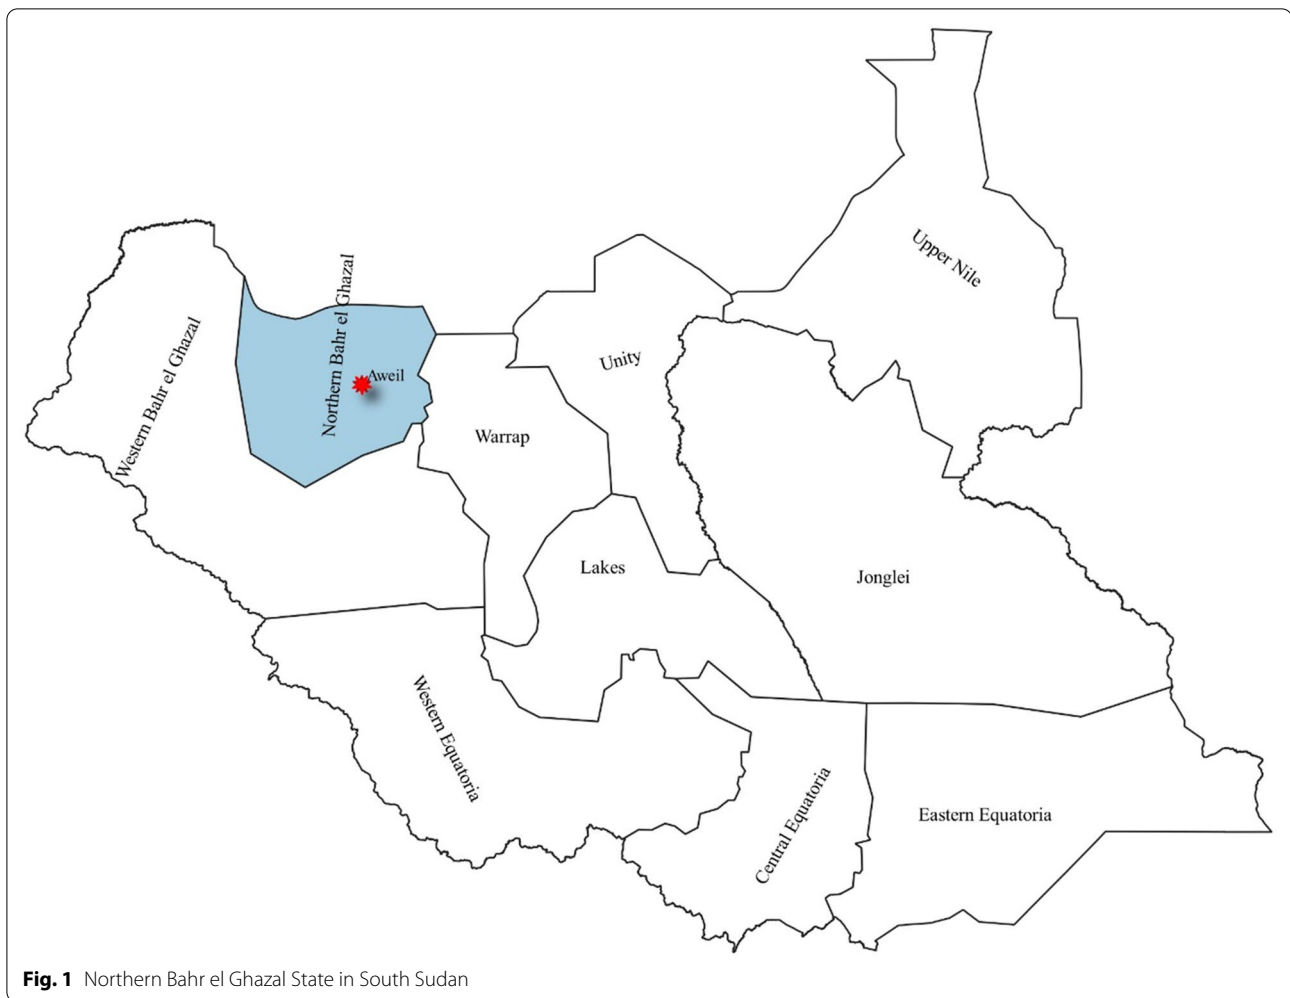 Upper Nile
Northern Bahr el Ghazal
Western Bahr el Ghazal
Unity
Aweil
Warrap
Lakes
Jonglei
Western Equatoria
Central Equatoria
Eastern Equatoria
Fig. 1 Northern Bahr el Ghazal State in South Sudan